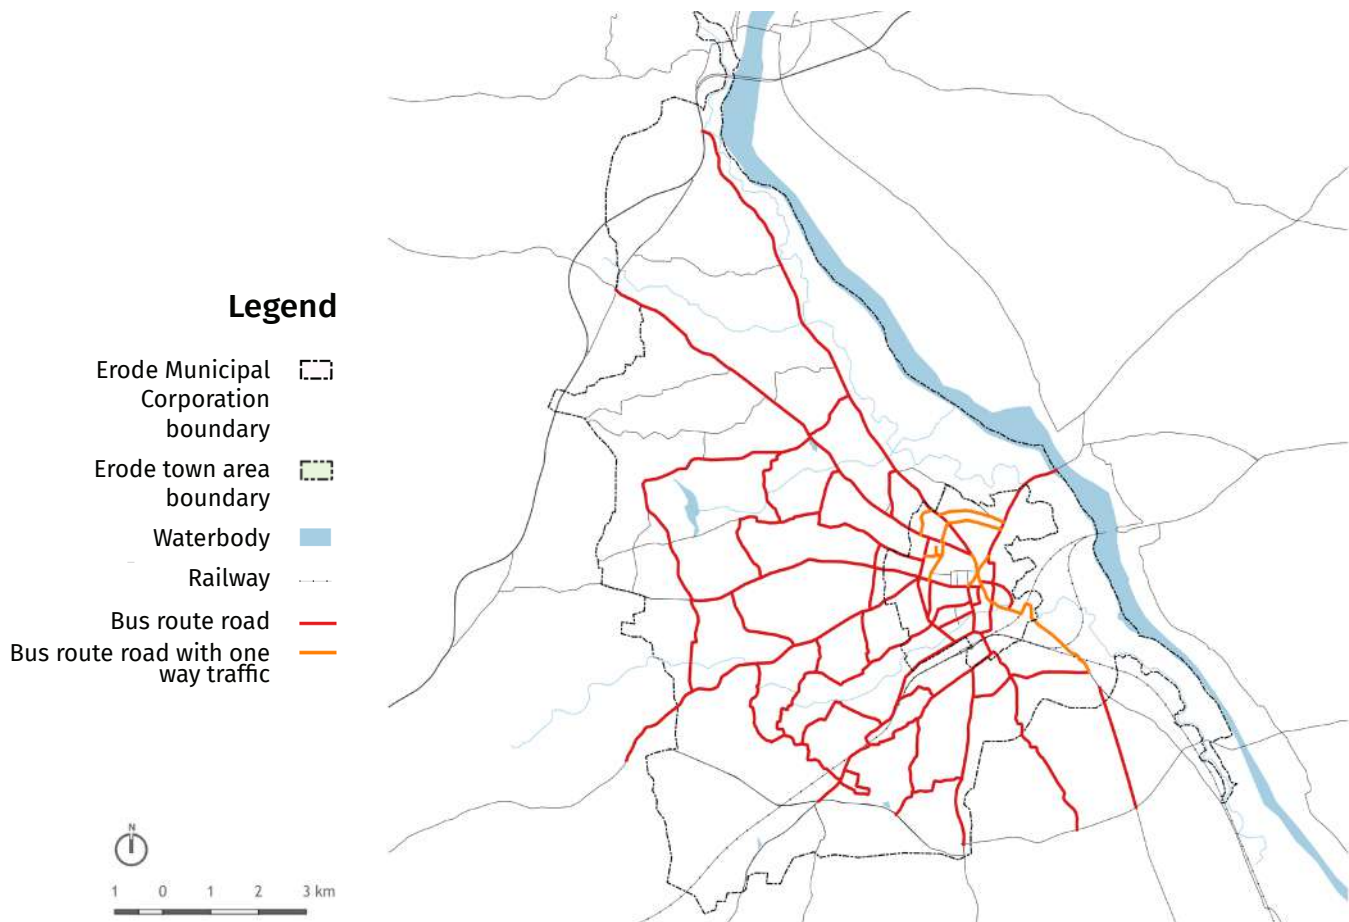 Legend
Erode Municipal
Corporation
boundary
Erode town area
boundary
Waterbody
Railway
Bus route road
Bus route road with one
way traffic
N
1 0 1 2 3 km